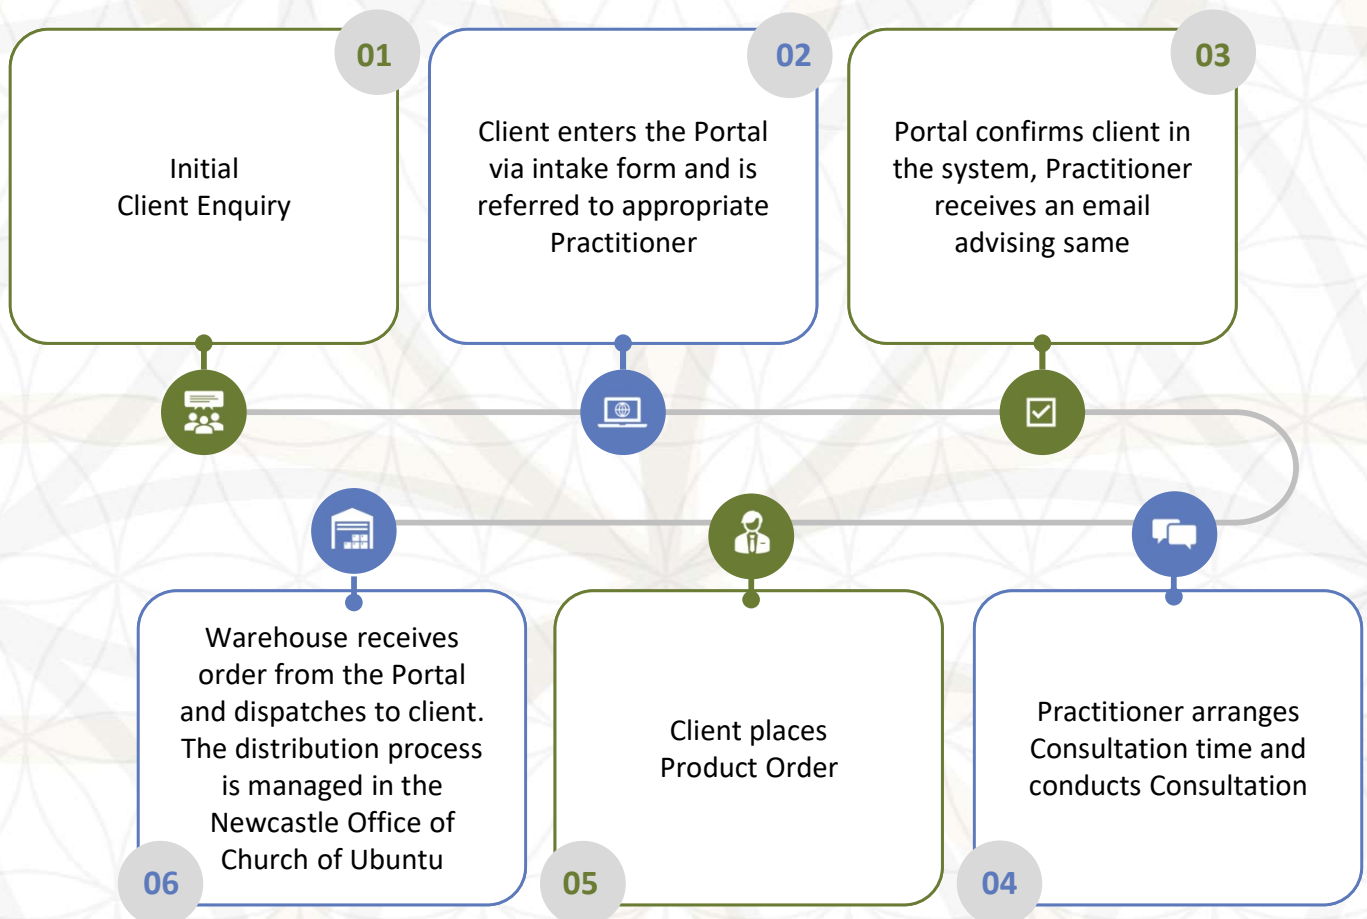 01
Initial
Client Enquiry
02
Client enters the Portal
via intake form and is
referred to appropriate
Practitioner
03
Portal confirms client in
the system, Practitioner
receives an email
advising same
04
Practitioner arranges
Consultation time and
conducts Consultation
05
Client places
Product Order
06
Warehouse receives
order from the Portal
and dispatches to client.
The distribution process
is managed in the
Newcastle Office of
Church of Ubuntu